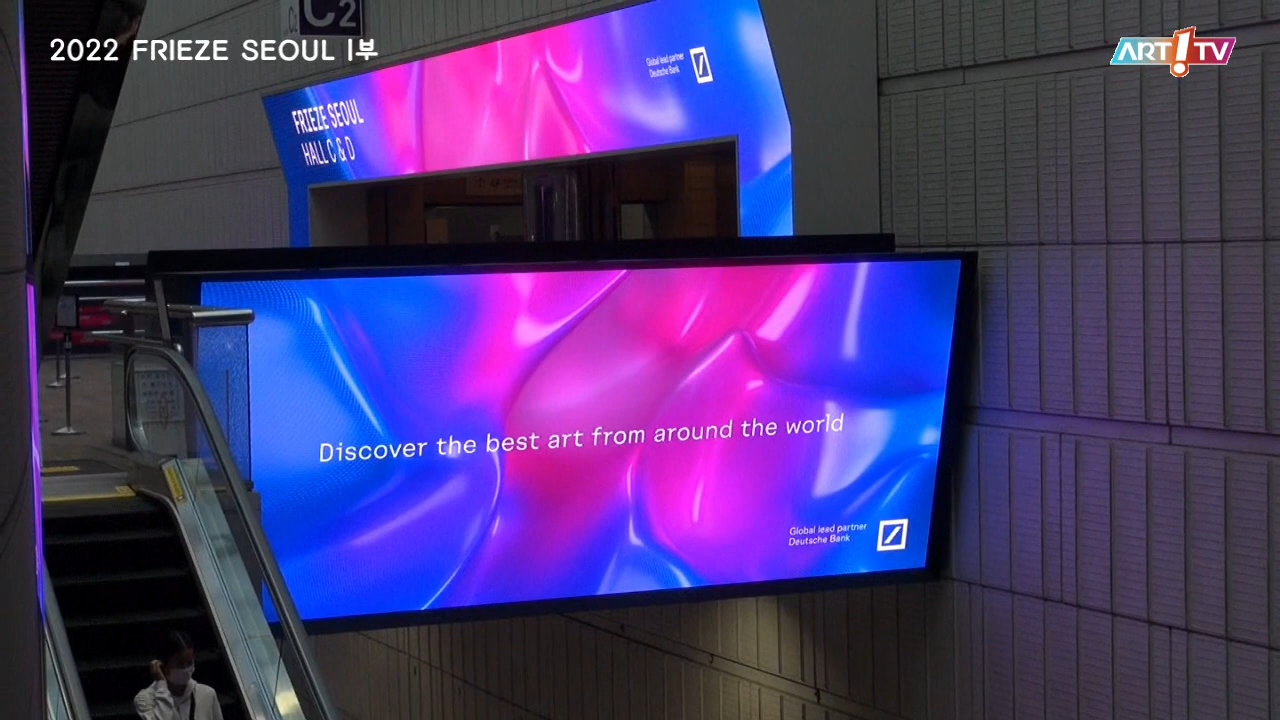 C2
2022 FRIEZE SEOUL 1부
ART!TV
Global lead partner
Deutsche Bank
FRIEZE SEOUL
HALL C & D
Discover the best art from around the world
Global lead partner
Deutsche Bank